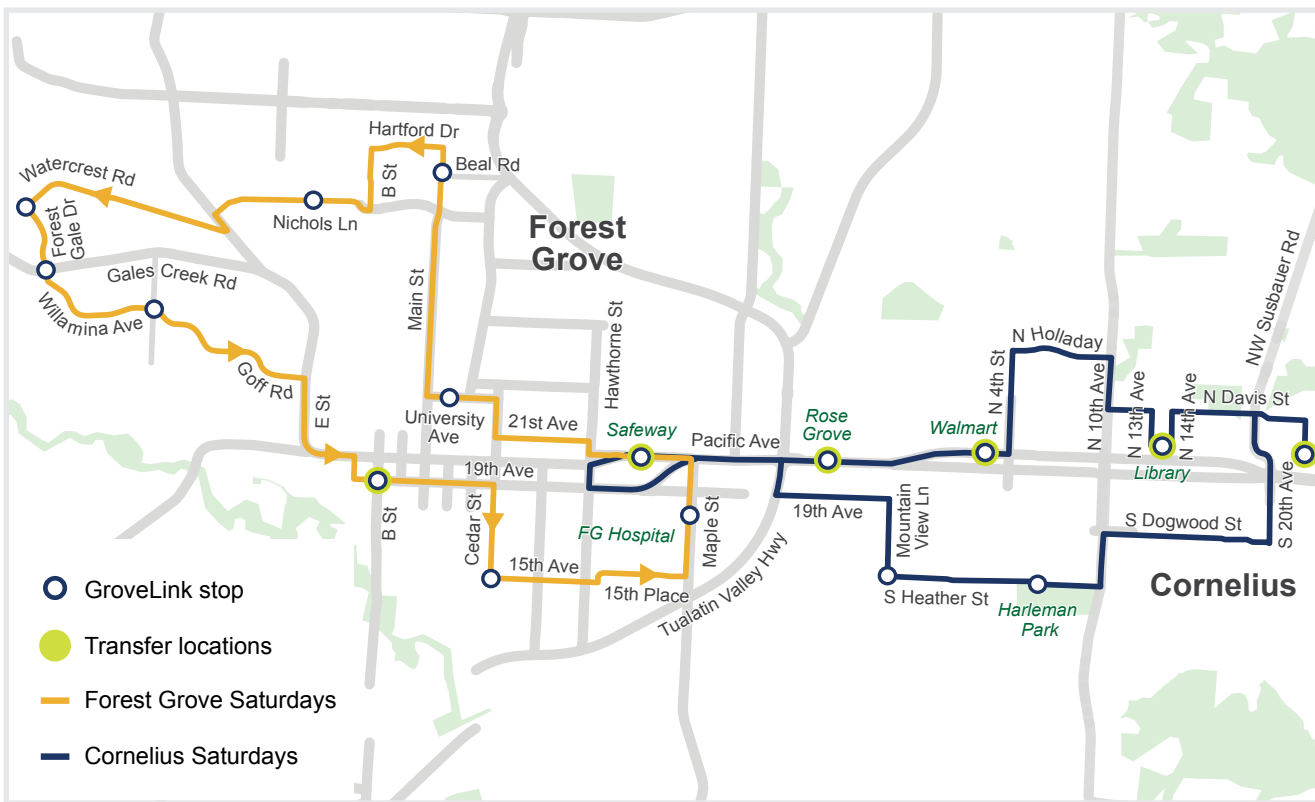 Hartford Dr
Beal Rd
B St
Watercrest Rd
Nichols Ln
Forest
Gale Dr
Forest
Grove
Gales Creek Rd
Willamina Ave
Main St
Goff Rd
E St
University
Ave
21st Ave
Hawthorne St
Safeway
Pacific Ave
Rose
Grove
Walmart
N 4th St
N Holladay
N 10th Ave
N 13th Ave
N 14th Ave
Library
N Davis St
NW Susbauer Rd
19th Ave
B St
Cedar St
FG Hospital
Maple St
15th Ave
15th Place
Tualatin Valley Hwy
19th Ave
Mountain
View Ln
S Dogwood St
S 20th Ave
S Heather St
Harleman
Park
Cornelius
GroveLink stop
Transfer locations
Forest Grove Saturdays
Cornelius Saturdays